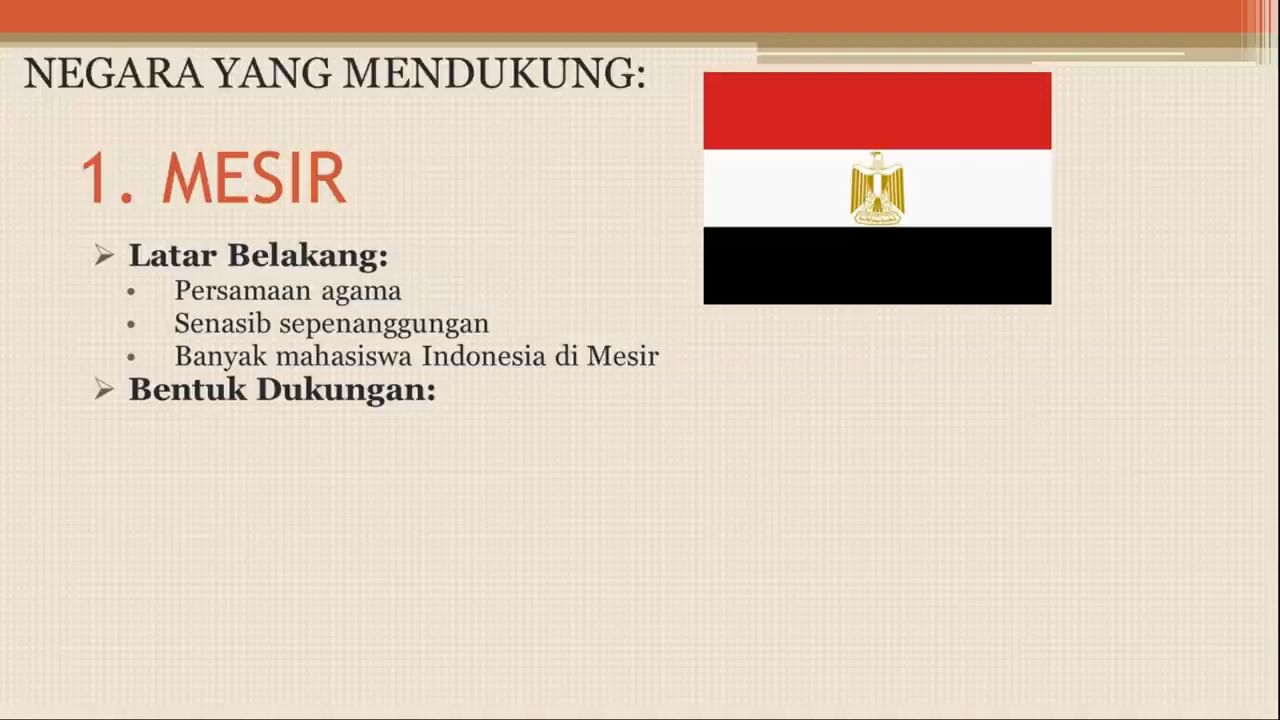 NEGARA YANG MENDUKUNG:
1. MESIR
➢ Latar Belakang:
• Persamaan agama
• Senasib sepenanggungan
• Banyak mahasiswa Indonesia di Mesir
➢ Bentuk Dukungan: